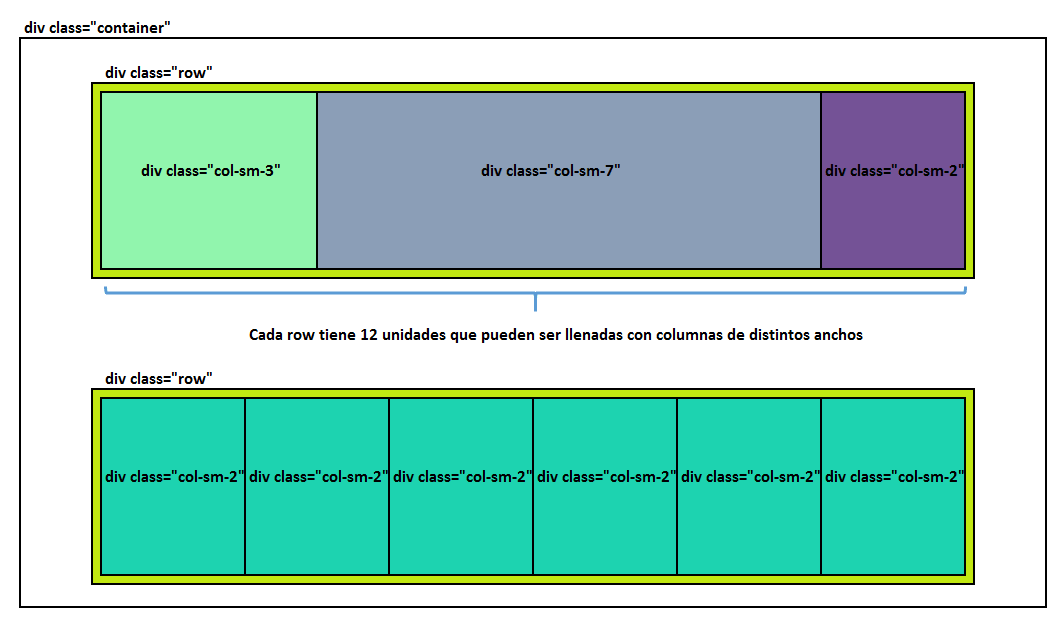 div class="container"
div class="row"
div class="col-sm-3"
div class="col-sm-7"
div class="col-sm-2"
Cada row tiene 12 unidades que pueden ser llenadas con columnas de distintos anchos
div class="row"
div class="col-sm-2"
div class="col-sm-2"
div class="col-sm-2"
div class="col-sm-2"
div class="col-sm-2"
div class="col-sm-2"